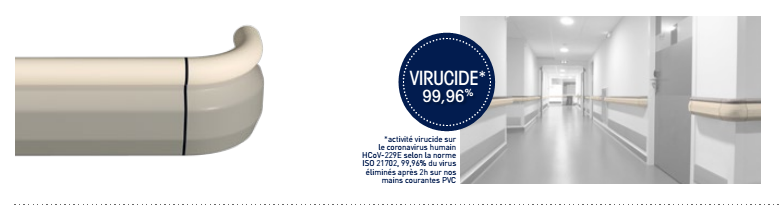 VIRUCIDE*
99,96%
*activité virucide sur
le coronavirus humain
HCoV-229E selon la norme
ISO 21702, 99,96% du virus
éliminés après 2h sur nos
mains courantes PVC